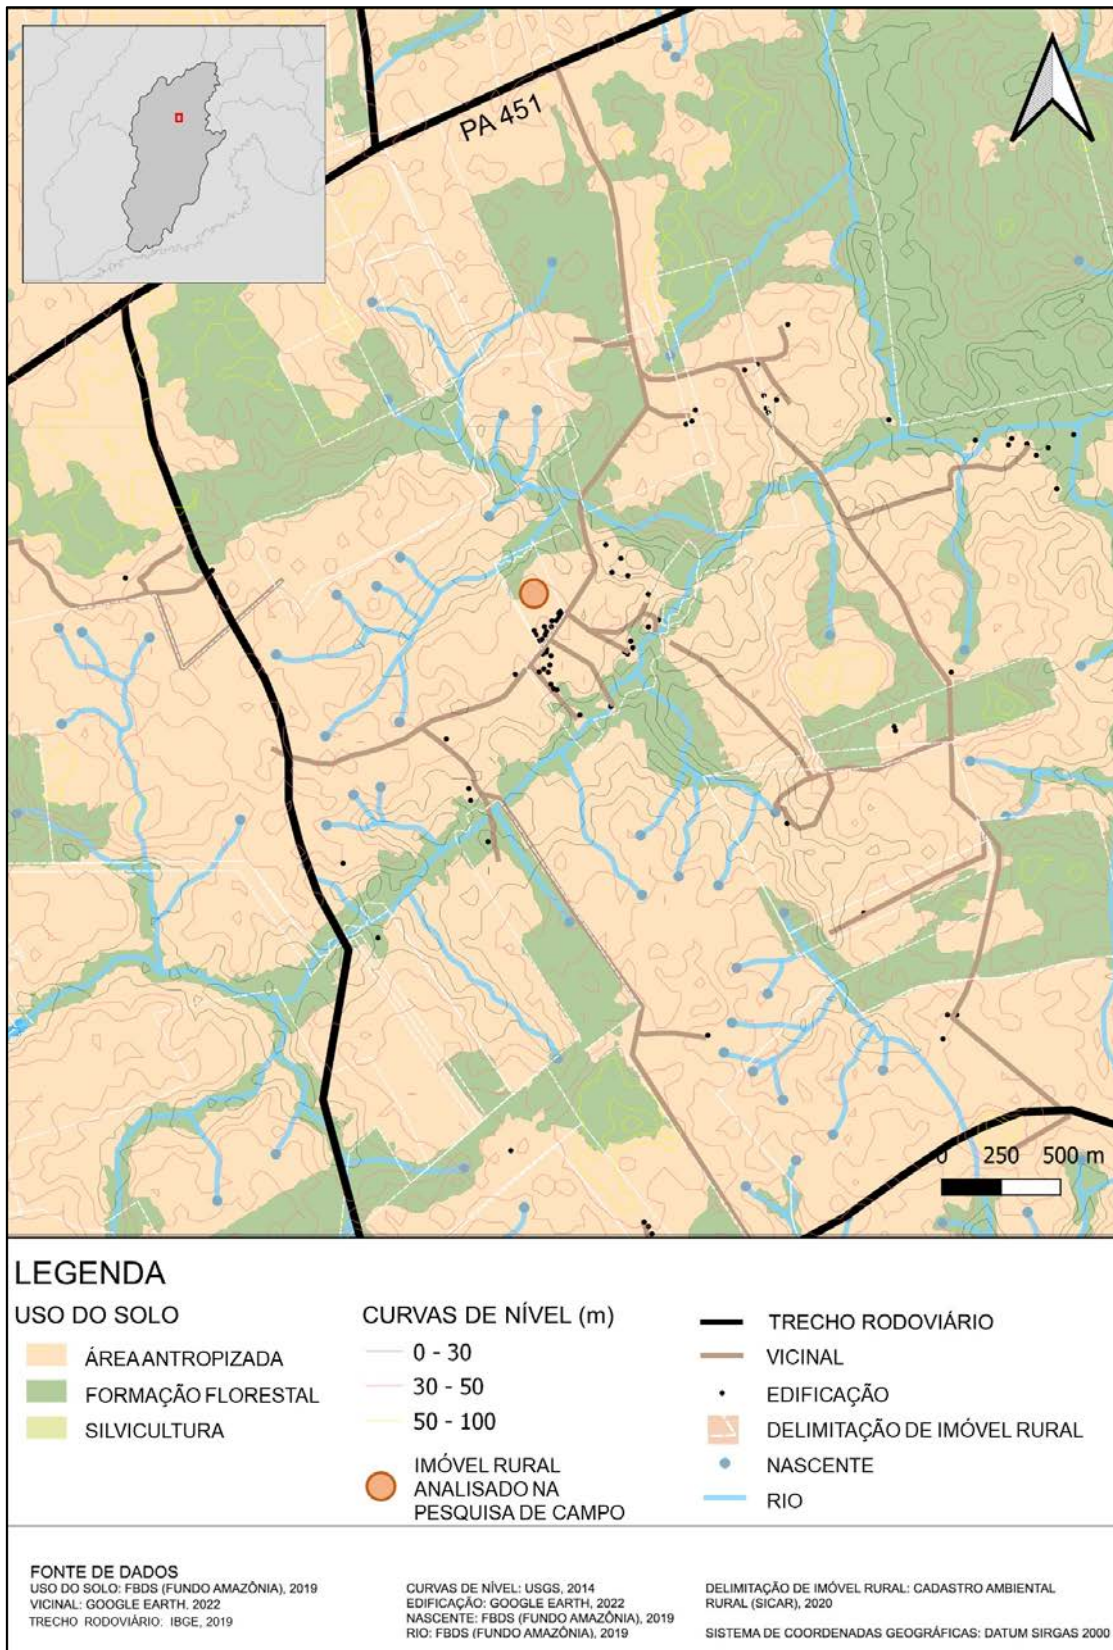 PA 451
0 250 500 m
LEGENDA
USO DO SOLO
ÁREA ANTROPIZADA
FORMAÇÃO FLORESTAL
SILVICULTURA
CURVAS DE NÍVEL (m)
0 - 30
30 - 50
50 - 100
IMÓVEL RURAL
ANALISADO NA
PESQUISA DE CAMPO
TRECHO RODOVIÁRIO
VICINAL
EDIFICAÇÃO
DELIMITAÇÃO DE IMÓVEL RURAL
NASCENTE
RIO
FONTE DE DADOS
USO DO SOLO: FBDS (FUNDO AMAZÔNIA), 2019
VICINAL: GOOGLE EARTH, 2022
TRECHO RODOVIÁRIO: IBGE, 2019
CURVAS DE NÍVEL: USGS, 2014
EDIFICAÇÃO: GOOGLE EARTH, 2022
NASCENTE: FBDS (FUNDO AMAZÔNIA), 2019
RIO: FBDS (FUNDO AMAZÔNIA), 2019
DELIMITAÇÃO DE IMÓVEL RURAL: CADASTRO AMBIENTAL
RURAL (SICAR), 2020
SISTEMA DE COORDENADAS GEOGRÁFICAS: DATUM SIRGAS 2000